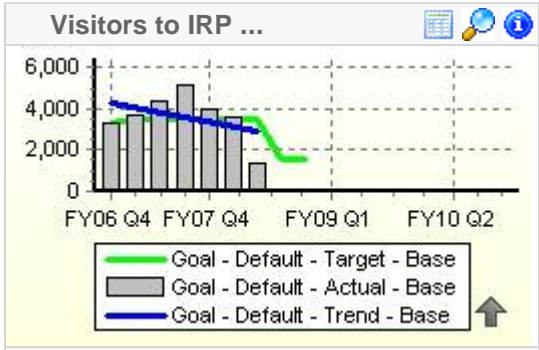 Visitors to IRP ...
6,000
4,000
2,000
0
FY06 Q4 FY07 Q4 FY09 Q1 FY10 Q2
Goal - Default - Target - Base
Goal - Default - Actual - Base
Goal - Default - Trend - Base